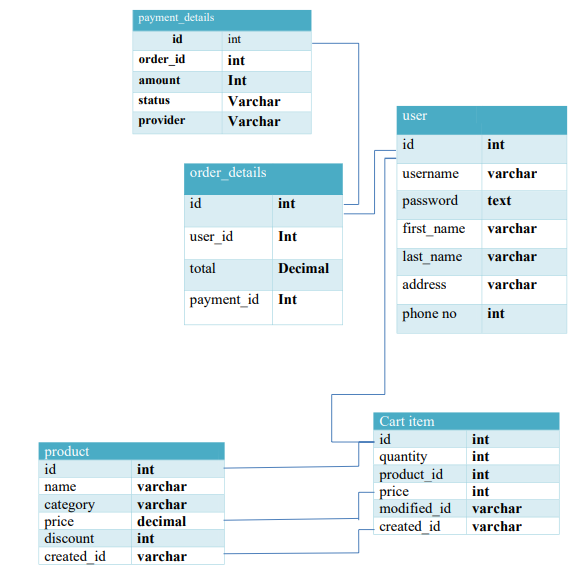 payment_details
id int
order_id int
amount Int
status Varchar
provider Varchar
user
id int
username varchar
password text
first_name varchar
last_name varchar
address varchar
phone no int
order_details
id int
user_id Int
total Decimal
payment_id Int
Cart item
id int
quantity int
product_id int
price int
modified_id varchar
created_id varchar
product
id int
name varchar
category varchar
price decimal
discount int
created_id varchar